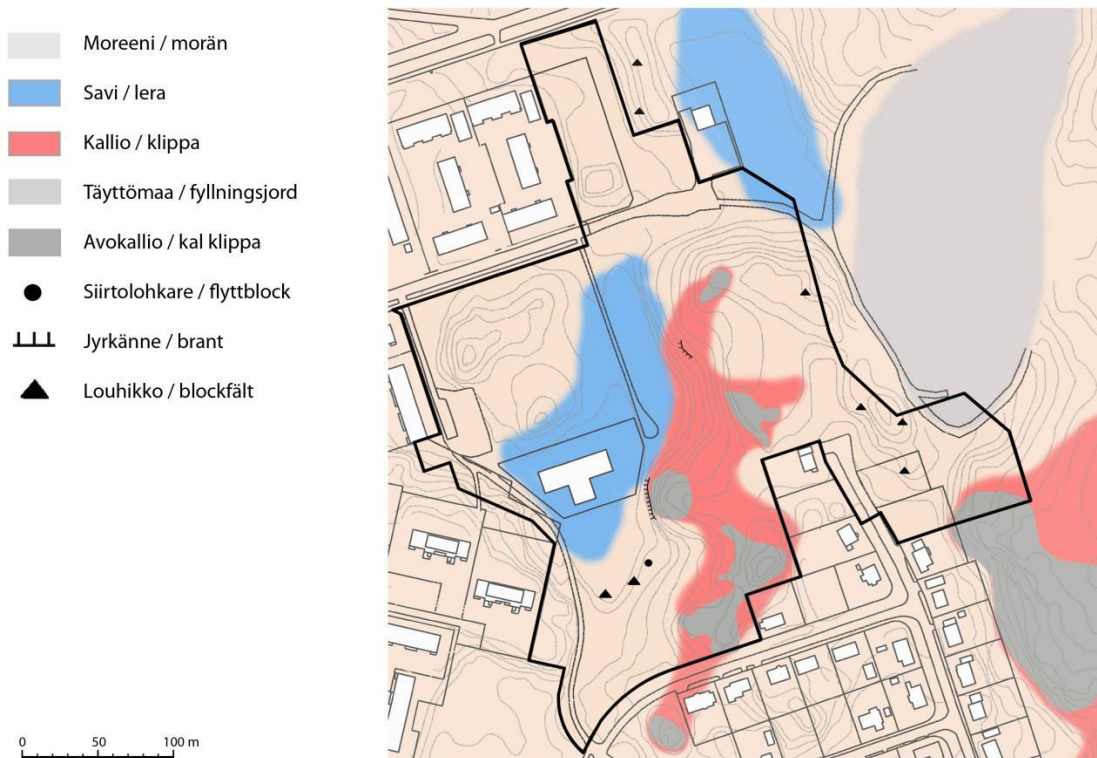 Moreeni / morän
Savi / lera
Kallio / klippa
Täyttömaa / fyllningsjord
Avokallio / kal klippa
Siirtolohkare / flyttblock
Jyrkänne / brant
Louhikko / blockfält
0 50 100 m